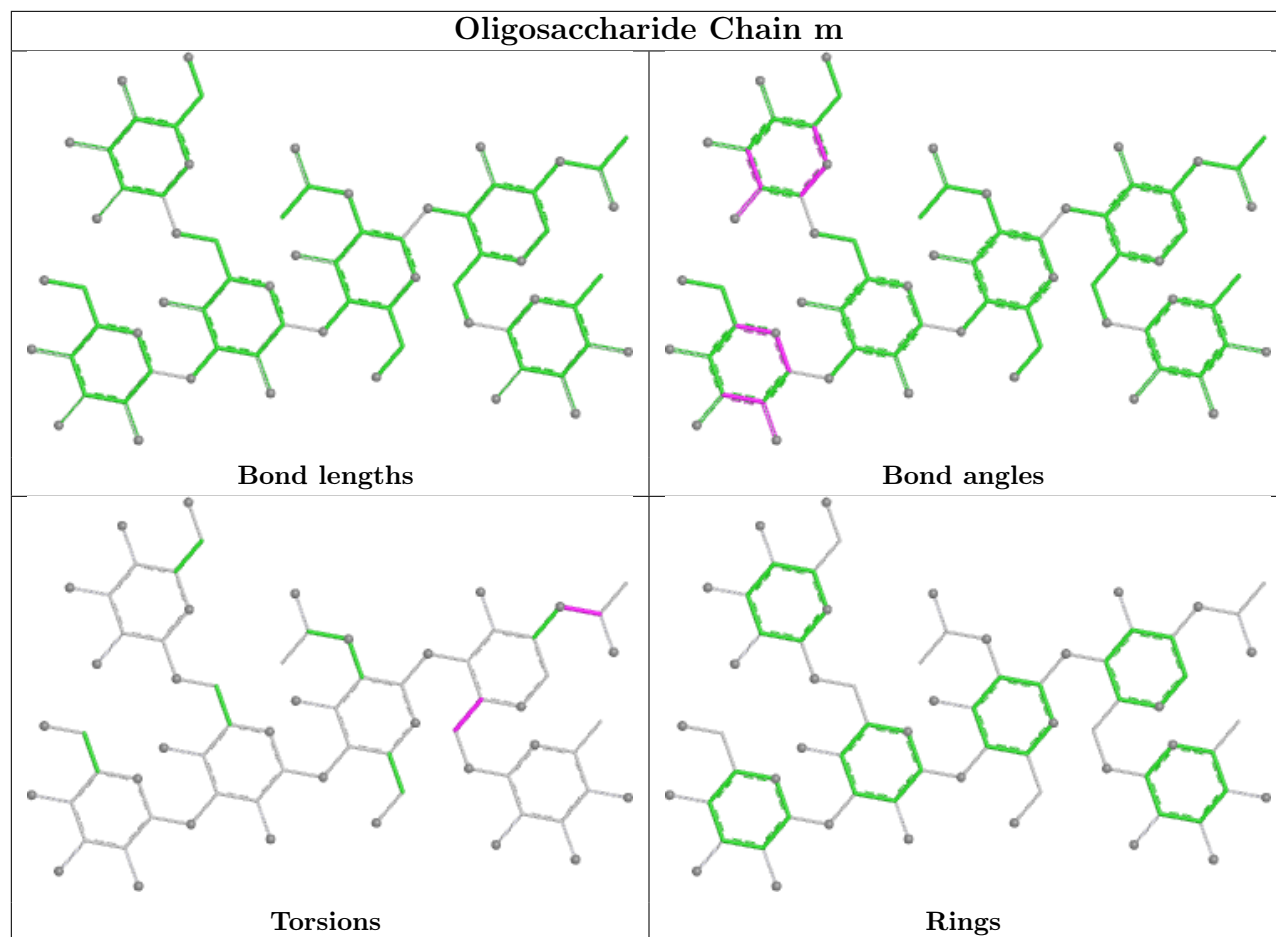 Oligosaccharide Chain m
Bond lengths
Bond angles
Torsions
Rings